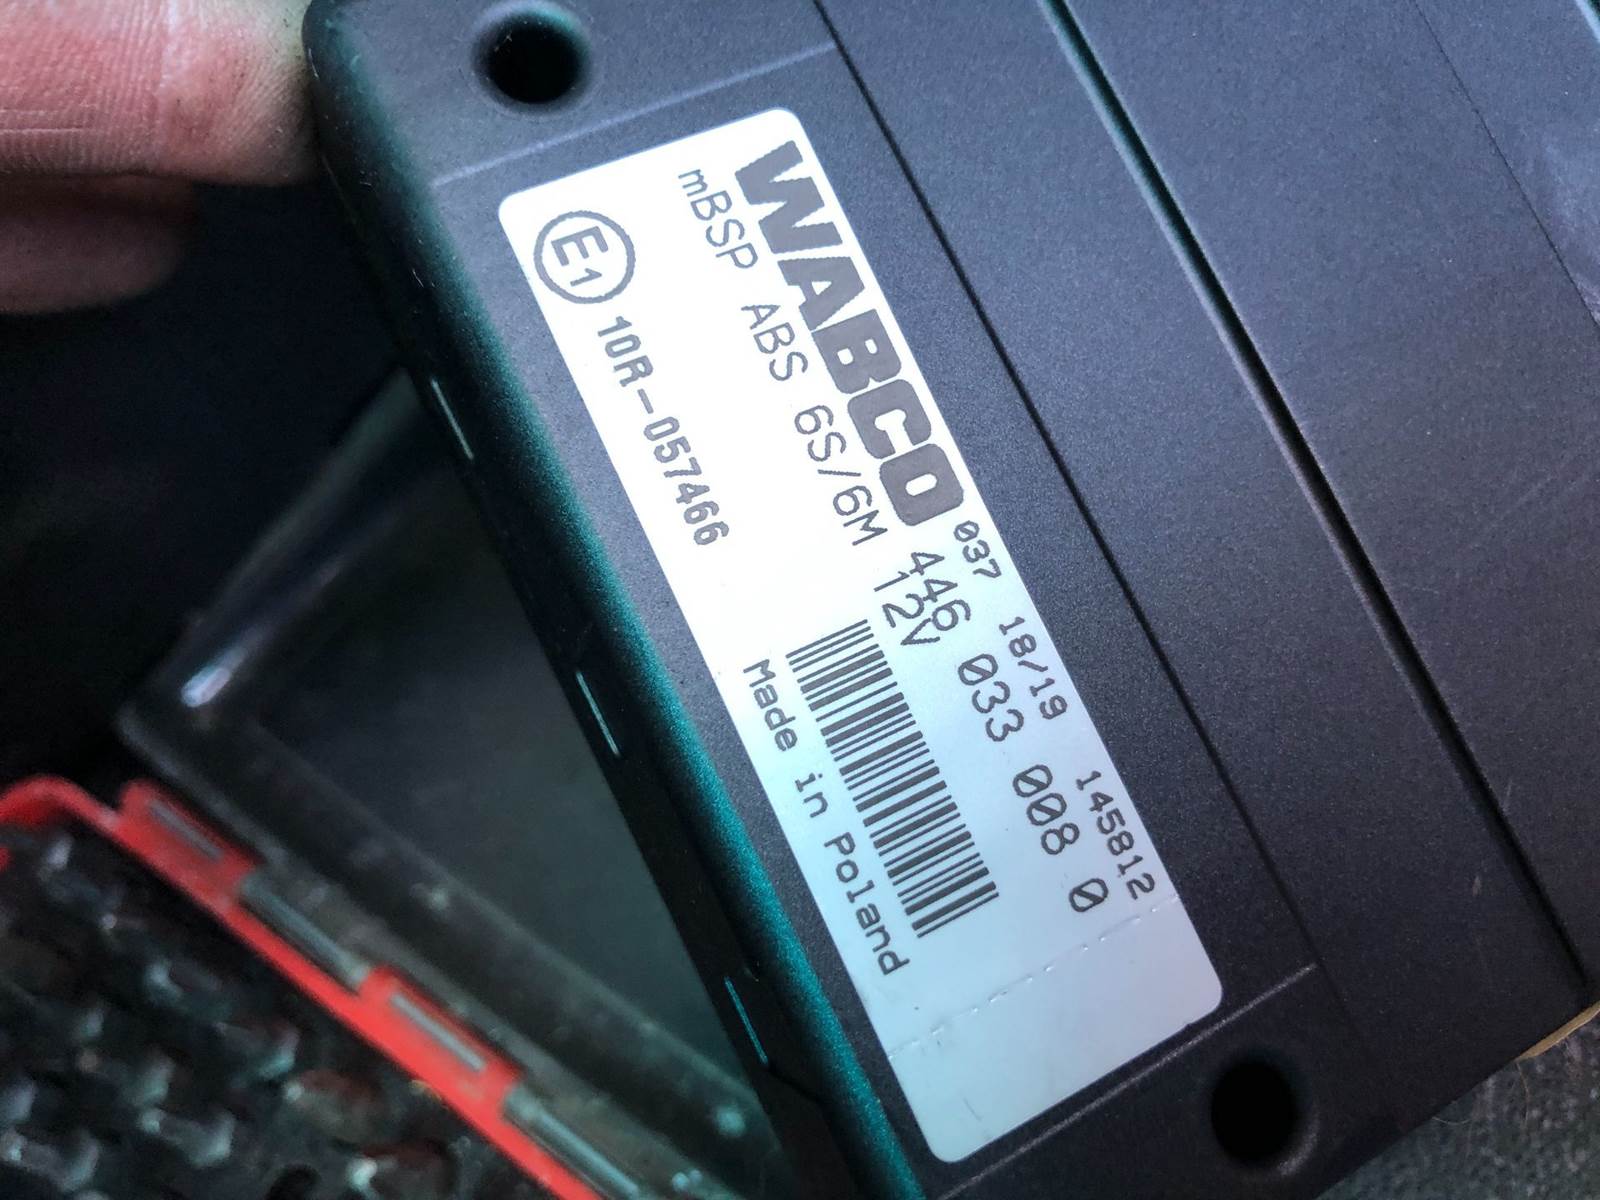 WABCO 037 18/19 145812
mBSP ABS 6S/6M 446 033 008 0
12V
E1 10R-057466
Made in Poland